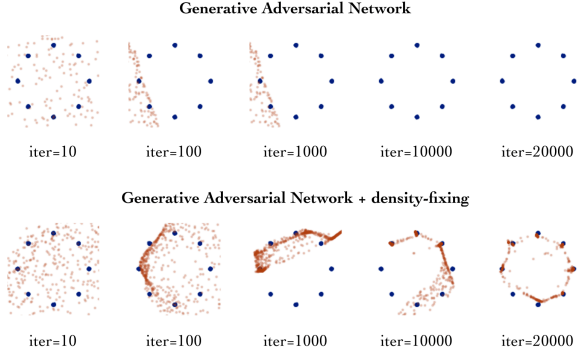 Generative Adversarial Network
iter=10 iter=100 iter=1000 iter=10000 iter=20000
Generative Adversarial Network + density-fixing
iter=10 iter=100 iter=1000 iter=10000 iter=20000